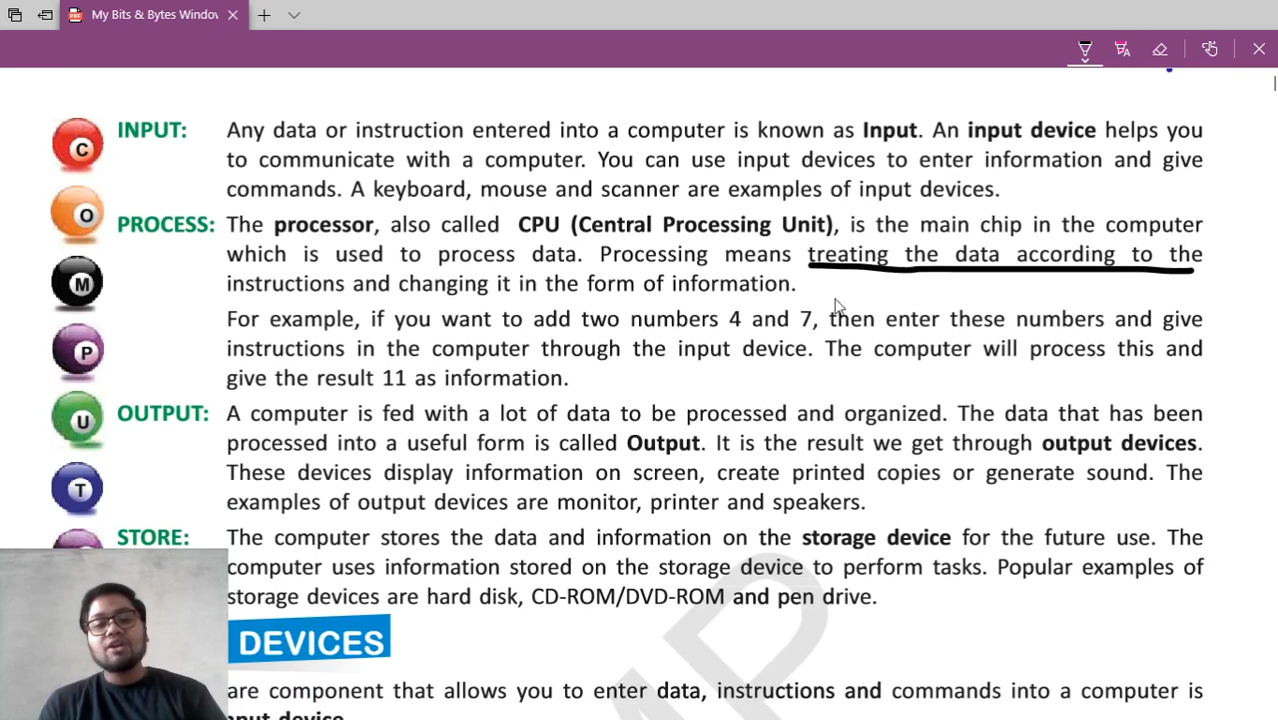 My Bits & Bytes Window
INPUT: Any data or instruction entered into a computer is known as Input. An input device helps you
to communicate with a computer. You can use input devices to enter information and give
commands. A keyboard, mouse and scanner are examples of input devices.
PROCESS: The processor, also called CPU (Central Processing Unit), is the main chip in the computer
which is used to process data. Processing means treating the data according to the
instructions and changing it in the form of information.
For example, if you want to add two numbers 4 and 7, then enter these numbers and give
instructions in the computer through the input device. The computer will process this and
give the result 11 as information.
OUTPUT: A computer is fed with a lot of data to be processed and organized. The data that has been
processed into a useful form is called Output. It is the result we get through output devices.
These devices display information on screen, create printed copies or generate sound. The
examples of output devices are monitor, printer and speakers.
STORE: The computer stores the data and information on the storage device for the future use. The
computer uses information stored on the storage device to perform tasks. Popular examples of
storage devices are hard disk, CD-ROM/DVD-ROM and pen drive.
C
O
M
P
U
T
DEVICES
are component that allows you to enter data, instructions and commands into a computer is
device.